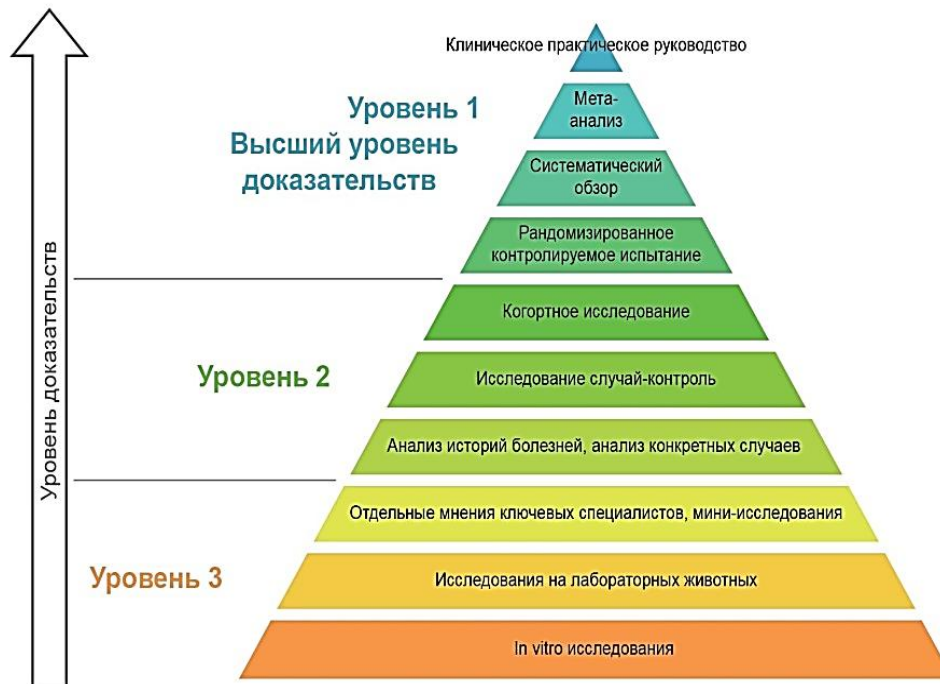 Клиническое практическое руководство
Уровень 1
Высший уровень
доказательств
Мета-
анализ
Систематический
обзор
Рандомизированное
контролируемое испытание
Когортное исследование
Уровень 2
Исследование случай-контроль
Анализ историй болезней, анализ конкретных случаев
Отдельные мнения ключевых специалистов, мини-исследования
Уровень 3
Исследования на лабораторных животных
In vitro исследования
Уровень доказательств